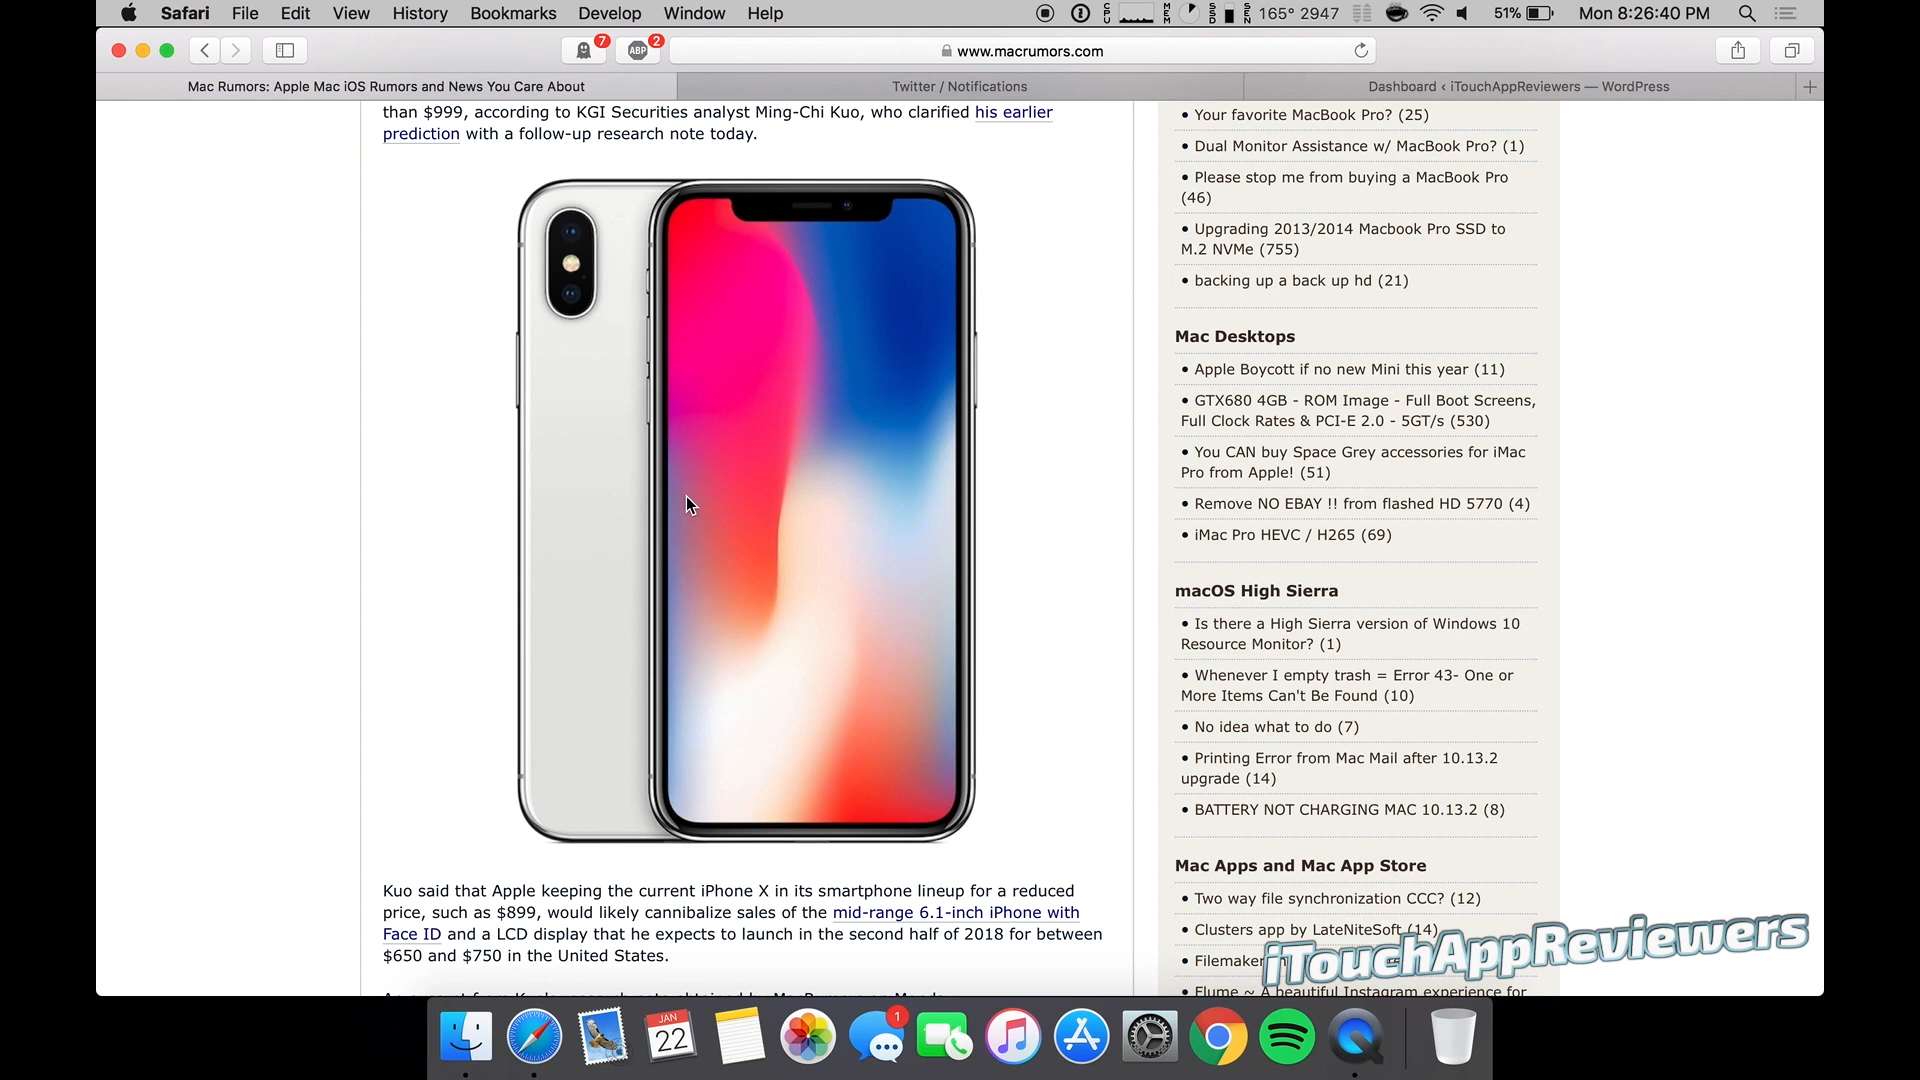 Safari File Edit View History Bookmarks Develop Window Help
CPU MEM SSD SEN 165° 2947 51% Mon 8:26:40 PM
7 ABP 2 www.macrumors.com
Mac Rumors: Apple Mac iOS Rumors and News You Care About
Twitter / Notifications
Dashboard ‹ iTouchAppReviewers — WordPress
than $999, according to KGI Securities analyst Ming-Chi Kuo, who clarified his earlier
prediction with a follow-up research note today.
Kuo said that Apple keeping the current iPhone X in its smartphone lineup for a reduced
price, such as $899, would likely cannibalize sales of the mid-range 6.1-inch iPhone with
Face ID and a LCD display that he expects to launch in the second half of 2018 for between
$650 and $750 in the United States.
• Your favorite MacBook Pro? (25)
• Dual Monitor Assistance w/ MacBook Pro? (1)
• Please stop me from buying a MacBook Pro
(46)
• Upgrading 2013/2014 Macbook Pro SSD to
M.2 NVMe (755)
• backing up a back up hd (21)
Mac Desktops
• Apple Boycott if no new Mini this year (11)
• GTX680 4GB - ROM Image - Full Boot Screens,
Full Clock Rates & PCI-E 2.0 - 5GT/s (530)
• You CAN buy Space Grey accessories for iMac
Pro from Apple! (51)
• Remove NO EBAY !! from flashed HD 5770 (4)
• iMac Pro HEVC / H265 (69)
macOS High Sierra
• Is there a High Sierra version of Windows 10
Resource Monitor? (1)
• Whenever I empty trash = Error 43- One or
More Items Can't Be Found (10)
• No idea what to do (7)
• Printing Error from Mac Mail after 10.13.2
upgrade (14)
• BATTERY NOT CHARGING MAC 10.13.2 (8)
Mac Apps and Mac App Store
• Two way file synchronization CCC? (12)
• Clusters app by LateNiteSoft (14)
• Filemaker
• Flume ~ A beautiful Instagram experience for
iTouchAppReviewers
JAN
22
1